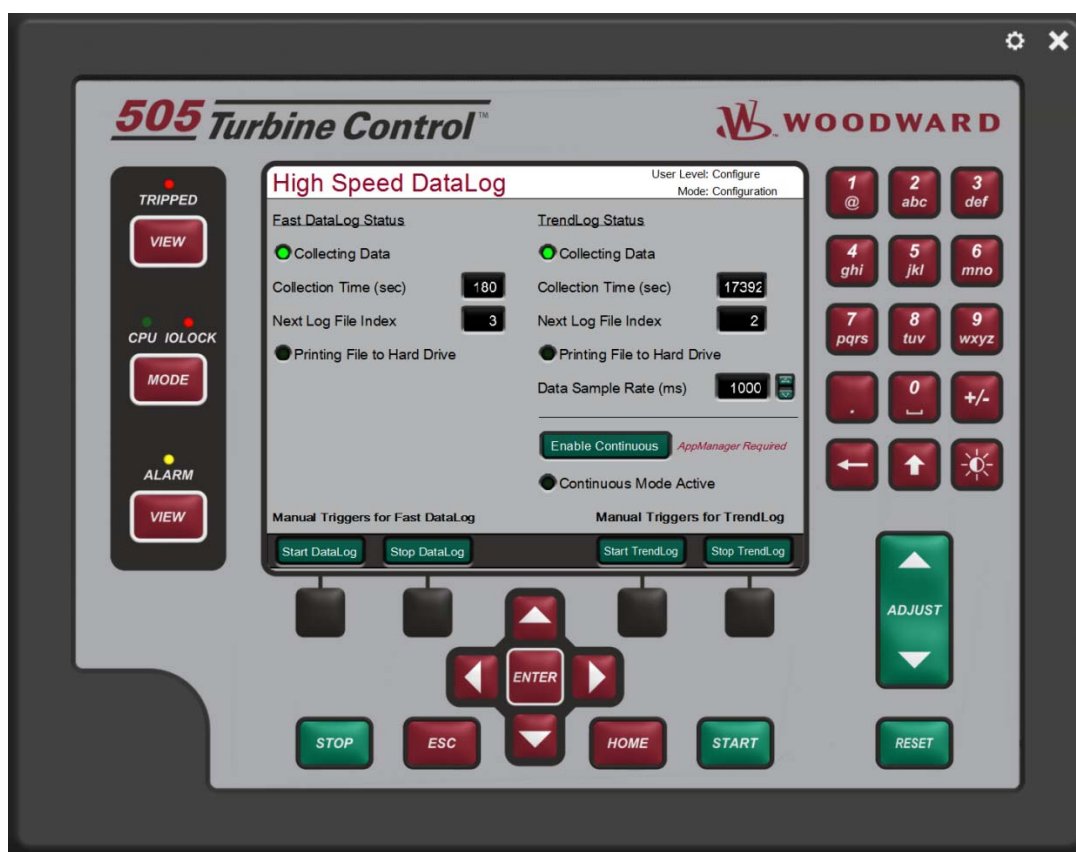 505 Turbine Control™
WOODWARD
TRIPPED
VIEW
CPU IOLOCK
MODE
ALARM
VIEW
High Speed DataLog
User Level: Configure
Mode: Configuration
Fast DataLog Status
Collecting Data
Collection Time (sec) 180
Next Log File Index 3
Printing File to Hard Drive
TrendLog Status
Collecting Data
Collection Time (sec) 17392
Next Log File Index 2
Printing File to Hard Drive
Data Sample Rate (ms) 1000
Enable Continuous AppManager Required
Continuous Mode Active
Manual Triggers for Fast DataLog
Manual Triggers for TrendLog
Start DataLog Stop DataLog Start TrendLog Stop TrendLog
1 2 3
@ abc def
4 5 6
ghi jkl mno
7 8 9
pqrs tuv wxyz
. 0 +/-
ADJUST
ENTER
STOP ESC HOME START RESET